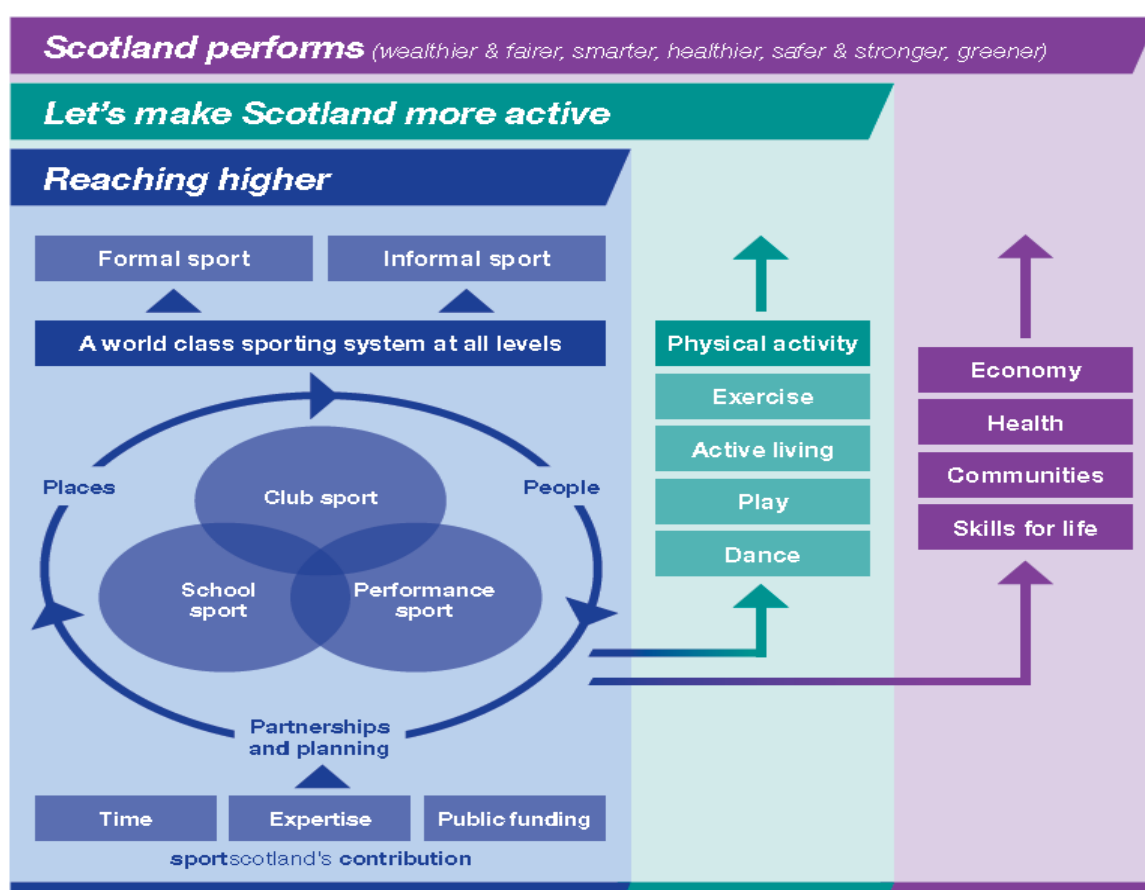 Scotland performs (wealthier & fairer, smarter, healthier, safer & stronger, greener)
Let's make Scotland more active
Reaching higher
Formal sport
Informal sport
A world class sporting system at all levels
Places
People
Club sport
School
sport
Performance
sport
Partnerships
and planning
Time
Expertise
Public funding
sportscotland's contribution
Physical activity
Exercise
Active living
Play
Dance
Economy
Health
Communities
Skills for life